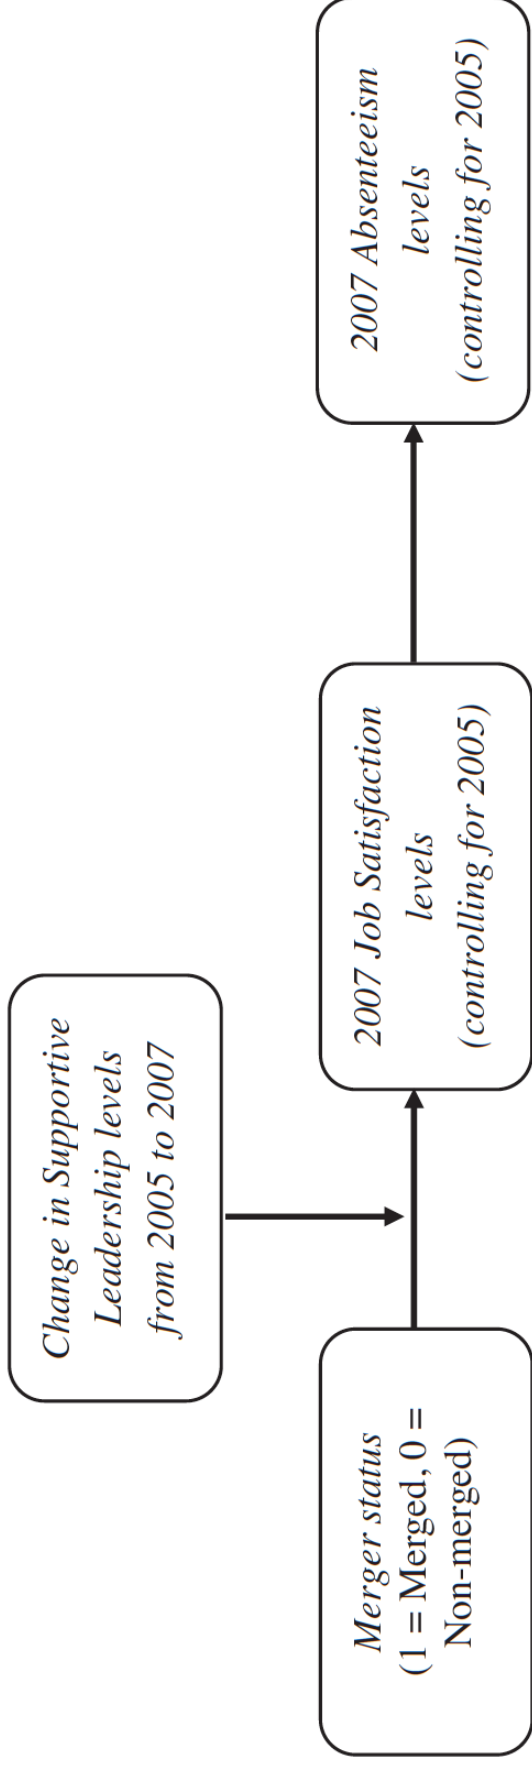 Change in Supportive
Leadership levels
from 2005 to 2007
Merger status
(1 = Merged, 0 =
Non-merged)
2007 Job Satisfaction
levels
(controlling for 2005)
2007 Absenteeism
levels
(controlling for 2005)